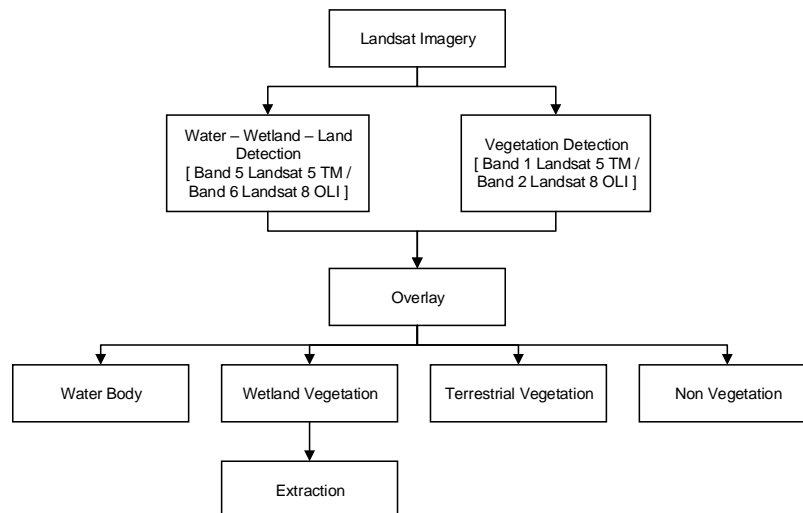 Landsat Imagery
Water – Wetland – Land
Detection
[ Band 5 Landsat 5 TM /
Band 6 Landsat 8 OLI ]
Vegetation Detection
[ Band 1 Landsat 5 TM /
Band 2 Landsat 8 OLI ]
Overlay
Water Body
Wetland Vegetation
Terrestrial Vegetation
Non Vegetation
Extraction